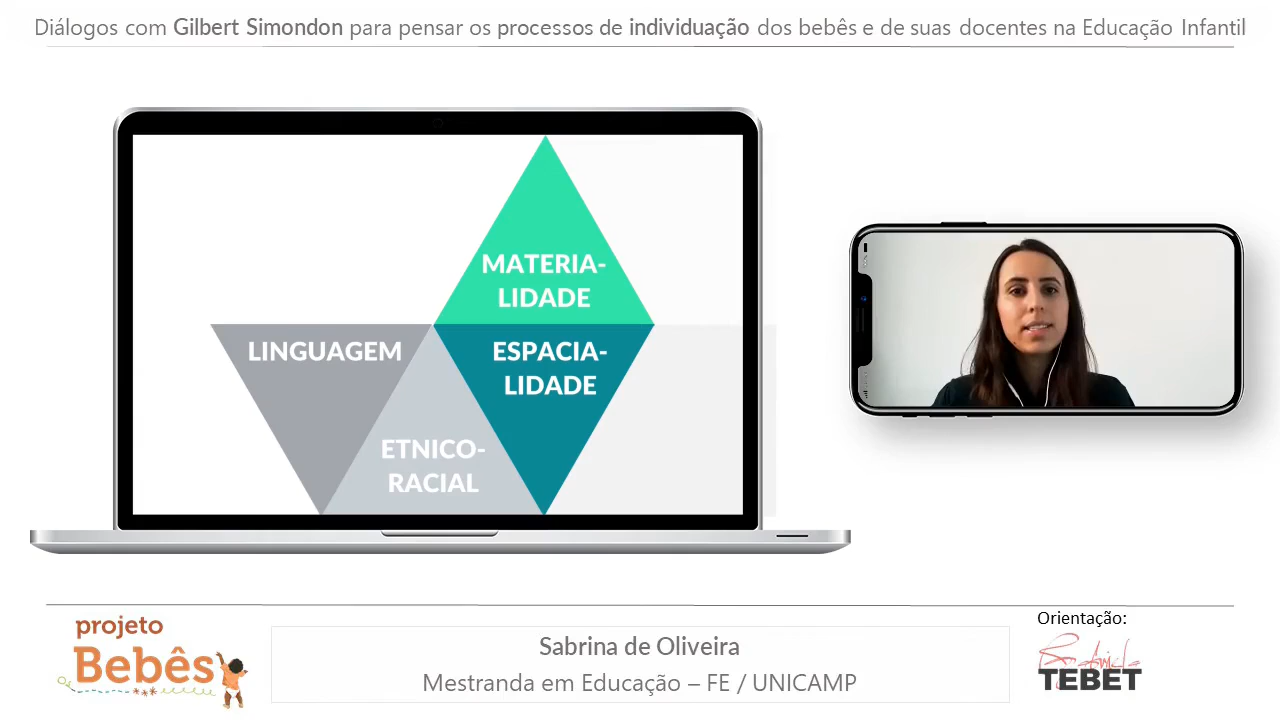 Diálogos com Gilbert Simondon para pensar os processos de individuação dos bebês e de suas docentes na Educação Infantil
MATERIA-
LIDADE
LINGUAGEM
ESPACIA-
LIDADE
ETNICO-
RACIAL
projeto
Bebês
Sabrina de Oliveira
Mestranda em Educação – FE / UNICAMP
Orientação:
TEBET